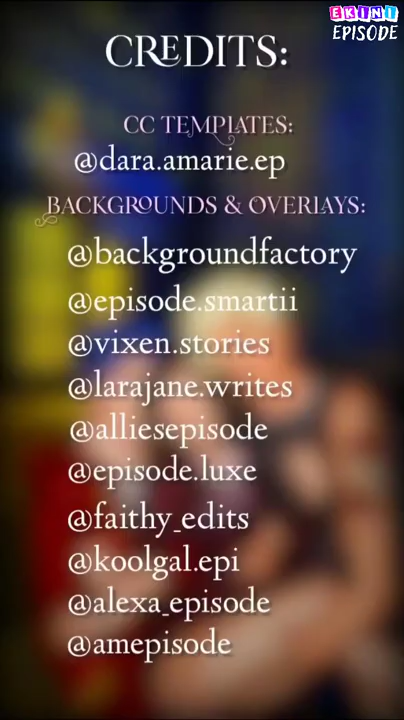 EKINI
EPISODE
CREDITS:
CC TEMPLATES:
@dara.amarie.ep
BACKGROUNDS & OVERLAYS:
@backgroundfactory
@episode.smartii
@vixen.stories
@larajane.writes
@alliesepisode
@episode.luxe
@faithy_edits
@koolgal.epi
@alexa_episode
@amepisode